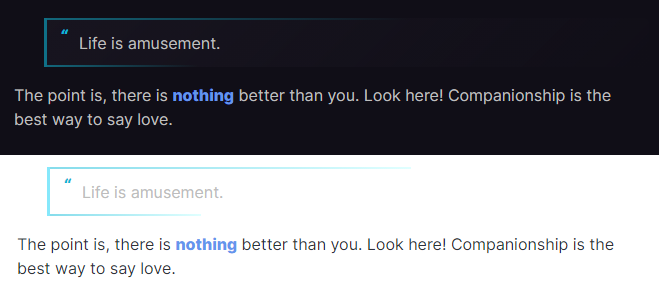 “ Life is amusement.
The point is, there is nothing better than you. Look here! Companionship is the
best way to say love.
“ Life is amusement.
The point is, there is nothing better than you. Look here! Companionship is the
best way to say love.